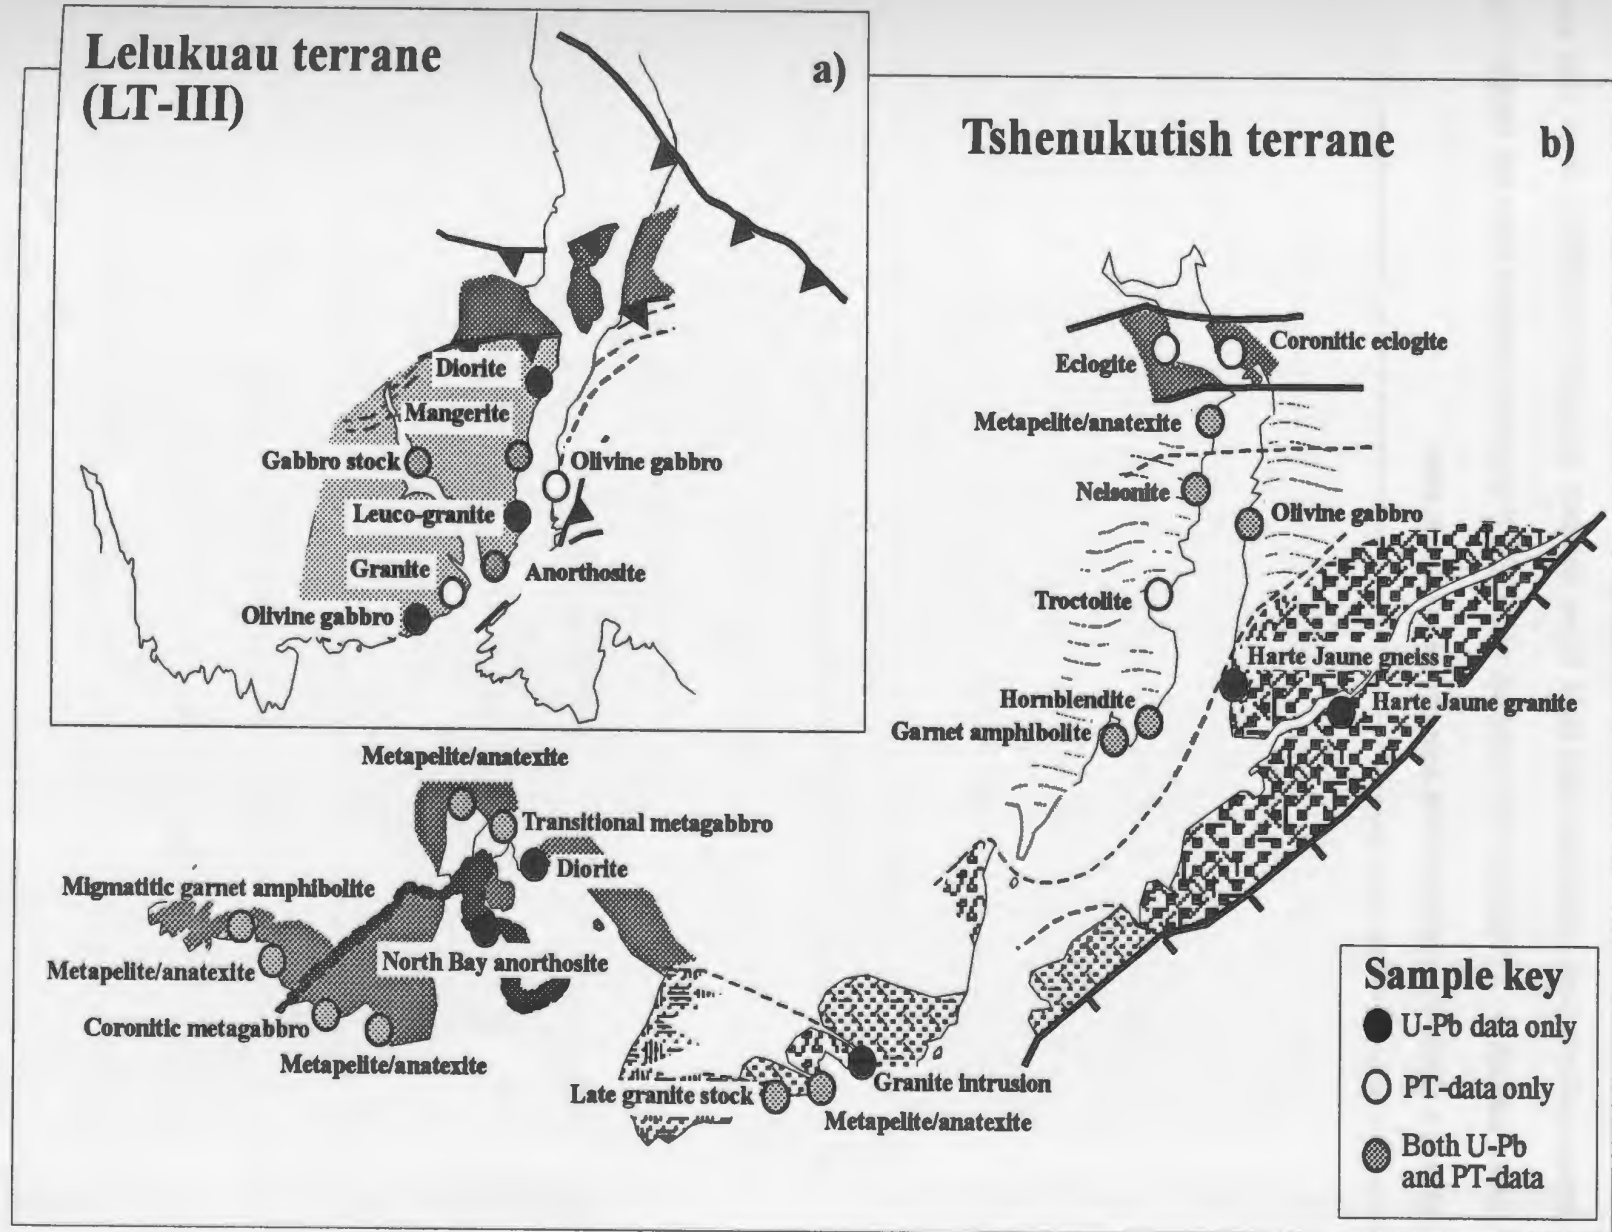 Lelukuau terrane
(LT-III)
a)
Diorite
Mangerite
Gabbro stock
Olivine gabbro
Leuco-granite
Granite
Anorthosite
Olivine gabbro
Tshenukutish terrane
b)
Coronitic eclogite
Eclogite
Metapelite/anatexite
Nelsonite
Olivine gabbro
Troctolite
Harte Jaune gneiss
Hornblendite
Harte Jaune granite
Garnet amphibolite
Metapelite/anatexite
Transitional metagabbro
Diorite
Migmatitic garnet amphibolite
North Bay anorthosite
Metapelite/anatexite
Coronitic metagabbro
Metapelite/anatexite
Late granite stock
Granite intrusion
Metapelite/anatexite
Sample key
U-Pb data only
PT-data only
Both U-Pb
and PT-data